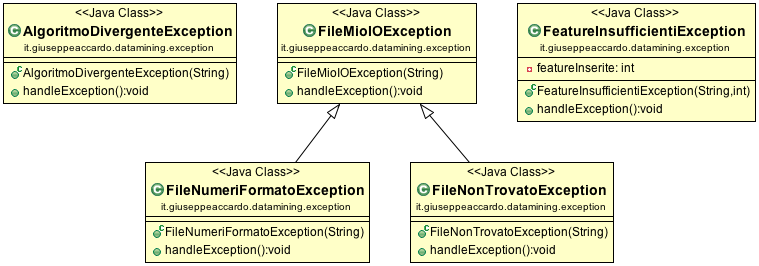 <<Java Class>>
AlgoritmoDivergenteException
it.giuseppeaccardo.datamining.exception
AlgoritmoDivergenteException(String)
handleException():void
<<Java Class>>
FileMioIOException
it.giuseppeaccardo.datamining.exception
FileMioIOException(String)
handleException():void
<<Java Class>>
FeatureInsufficientiException
it.giuseppeaccardo.datamining.exception
featureInserite: int
FeatureInsufficientiException(String,int)
handleException():void
<<Java Class>>
FileNumeriFormatoException
it.giuseppeaccardo.datamining.exception
FileNumeriFormatoException(String)
handleException():void
<<Java Class>>
FileNonTrovatoException
it.giuseppeaccardo.datamining.exception
FileNonTrovatoException(String)
handleException():void